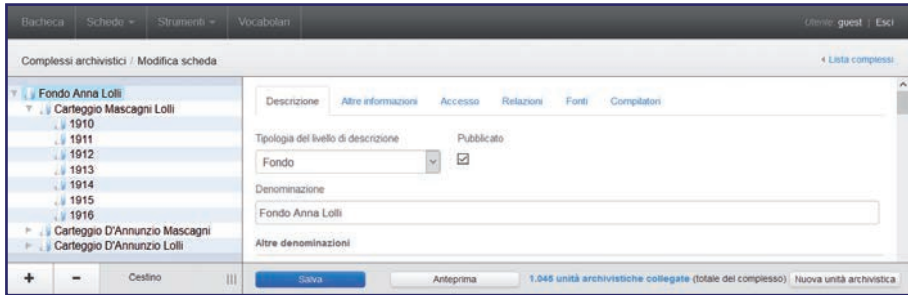 Bacheca Schede Strumenti Vocabolari Utente: guest | Esci
Complessi archivistici / Modifica scheda Lista complessi
Fondo Anna Lolli
Carteggio Mascagni Lolli
1910
1911
1912
1913
1914
1915
1916
Carteggio D'Annunzio Mascagni
Carteggio D'Annunzio Lolli
+ - Cestino
Descrizione Altre informazioni Accesso Relazioni Fonti Compilatori
Tipologia del livello di descrizione Pubblicato
Fondo
Denominazione
Fondo Anna Lolli
Altre denominazioni
Salva Anteprima 1.045 unità archivistiche collegate (totale del complesso) Nuova unità archivistica